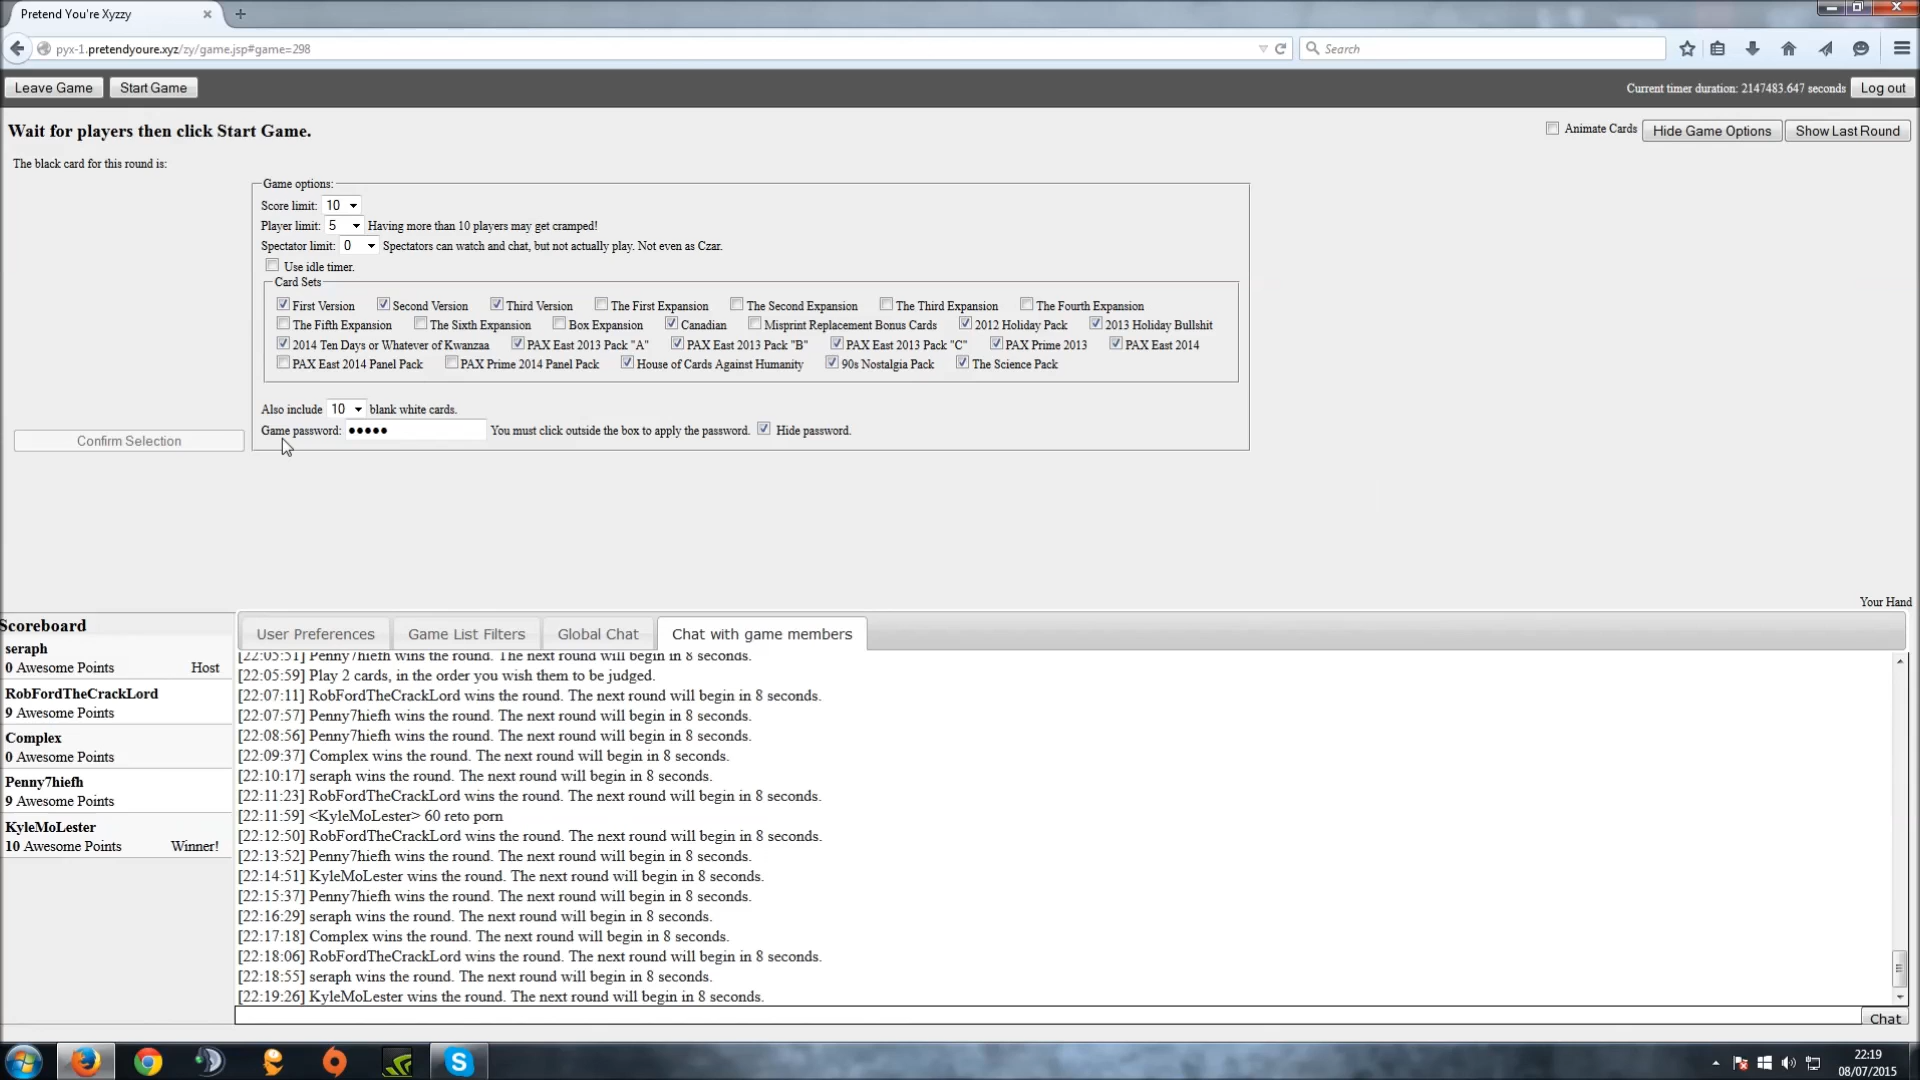 Pretend You're Xyzzy
pyx-1.pretendyoure.xyz/zy/game.jsp#game=298
Search
Leave Game
Start Game
Current timer duration: 2147483.647 seconds
Log out
Wait for players then click Start Game.
Animate Cards
Hide Game Options
Show Last Round
The black card for this round is:
Game options:
Score limit: 10
Player limit: 5 Having more than 10 players may get cramped!
Spectator limit: 0 Spectators can watch and chat, but not actually play. Not even as Czar.
Use idle timer.
Card Sets
First Version Second Version Third Version The First Expansion The Second Expansion The Third Expansion The Fourth Expansion
The Fifth Expansion The Sixth Expansion Box Expansion Canadian Misprint Replacement Bonus Cards 2012 Holiday Pack 2013 Holiday Bullshit
2014 Ten Days or Whatever of Kwanzaa PAX East 2013 Pack "A" PAX East 2013 Pack "B" PAX East 2013 Pack "C" PAX Prime 2013 PAX East 2014
PAX East 2014 Panel Pack PAX Prime 2014 Panel Pack House of Cards Against Humanity 90s Nostalgia Pack The Science Pack
Also include 10 blank white cards.
Game password: ●●●●● You must click outside the box to apply the password. Hide password.
Confirm Selection
Your Hand
Scoreboard
seraph
0 Awesome Points Host
RobFordTheCrackLord
9 Awesome Points
Complex
0 Awesome Points
Penny7hiefh
9 Awesome Points
KyleMoLester
10 Awesome Points Winner!
User Preferences
Game List Filters
Global Chat
Chat with game members
[22:05:51] Penny7hiefh wins the round. The next round will begin in 8 seconds.
[22:05:59] Play 2 cards, in the order you wish them to be judged.
[22:07:11] RobFordTheCrackLord wins the round. The next round will begin in 8 seconds.
[22:07:57] Penny7hiefh wins the round. The next round will begin in 8 seconds.
[22:08:56] Penny7hiefh wins the round. The next round will begin in 8 seconds.
[22:09:37] Complex wins the round. The next round will begin in 8 seconds.
[22:10:17] seraph wins the round. The next round will begin in 8 seconds.
[22:11:23] RobFordTheCrackLord wins the round. The next round will begin in 8 seconds.
[22:11:59] <KyleMoLester> 60 reto porn
[22:12:50] RobFordTheCrackLord wins the round. The next round will begin in 8 seconds.
[22:13:52] Penny7hiefh wins the round. The next round will begin in 8 seconds.
[22:14:51] KyleMoLester wins the round. The next round will begin in 8 seconds.
[22:15:37] Penny7hiefh wins the round. The next round will begin in 8 seconds.
[22:16:29] seraph wins the round. The next round will begin in 8 seconds.
[22:17:18] Complex wins the round. The next round will begin in 8 seconds.
[22:18:06] RobFordTheCrackLord wins the round. The next round will begin in 8 seconds.
[22:18:55] seraph wins the round. The next round will begin in 8 seconds.
[22:19:26] KyleMoLester wins the round. The next round will begin in 8 seconds.
Chat
22:19
08/07/2015